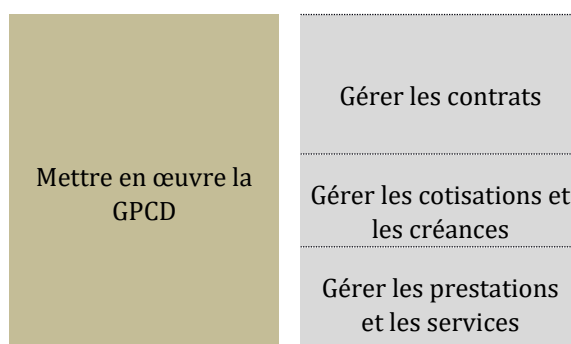 Mettre en œuvre la
GPCD
Gérer les contrats
Gérer les cotisations et
les créances
Gérer les prestations
et les services